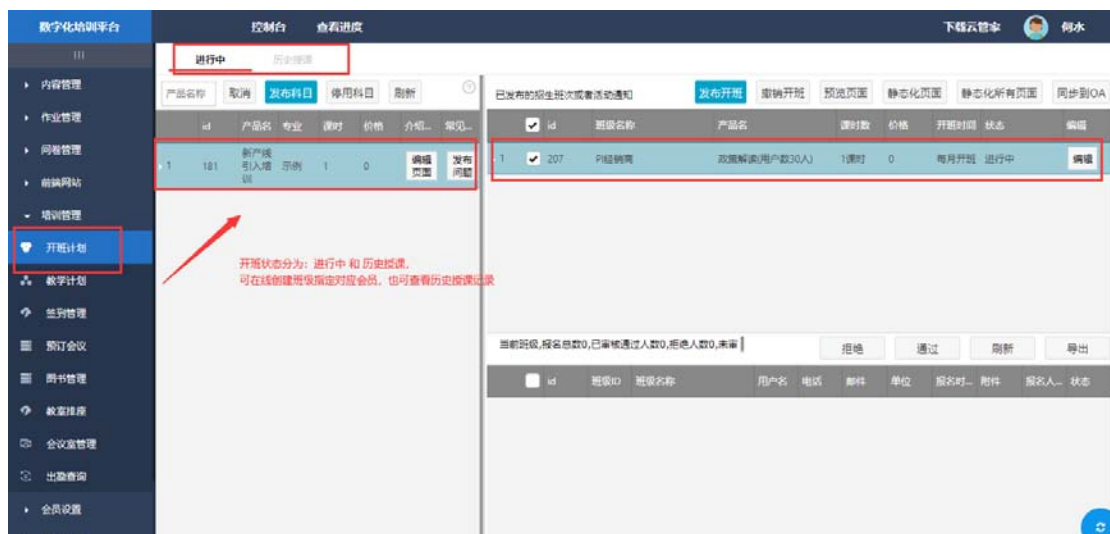 数字化培训平台
控制台 查看进度
下载云管家 何水
进行中 历史授课
内容管理
作业管理
问卷管理
前端网站
培训管理
开班计划
教学计划
签到管理
预订会议
图书管理
教室排座
会议室管理
出勤查询
会员设置
产品名称 取消 发布科目 停用科目 刷新
id 产品名 专业 课时 价格 介绍... 常见...
1 181 新产线引入培训 示例 1 0 编辑页面 发布问题
开班状态分为：进行中 和 历史授课，
可在线创建班级指定对应会员，也可查看历史授课记录
已发布的招生班次或者活动通知 发布开班 撤销开班 预览页面 静态化页面 静态化所有页面 同步到OA
id 班级名称 产品名 课时数 价格 开班时间 状态 编辑
1 207 PI经销商 政策解读(用户数30人) 1课时 0 每月开班 进行中 编辑
当前班级,报名总数0,已审核通过人数0,拒绝人数0,未审 拒绝 通过 刷新 导出
id 班级ID 班级名称 产品名 用户名 电话 邮件 单位 报名时... 附件 报名人... 状态